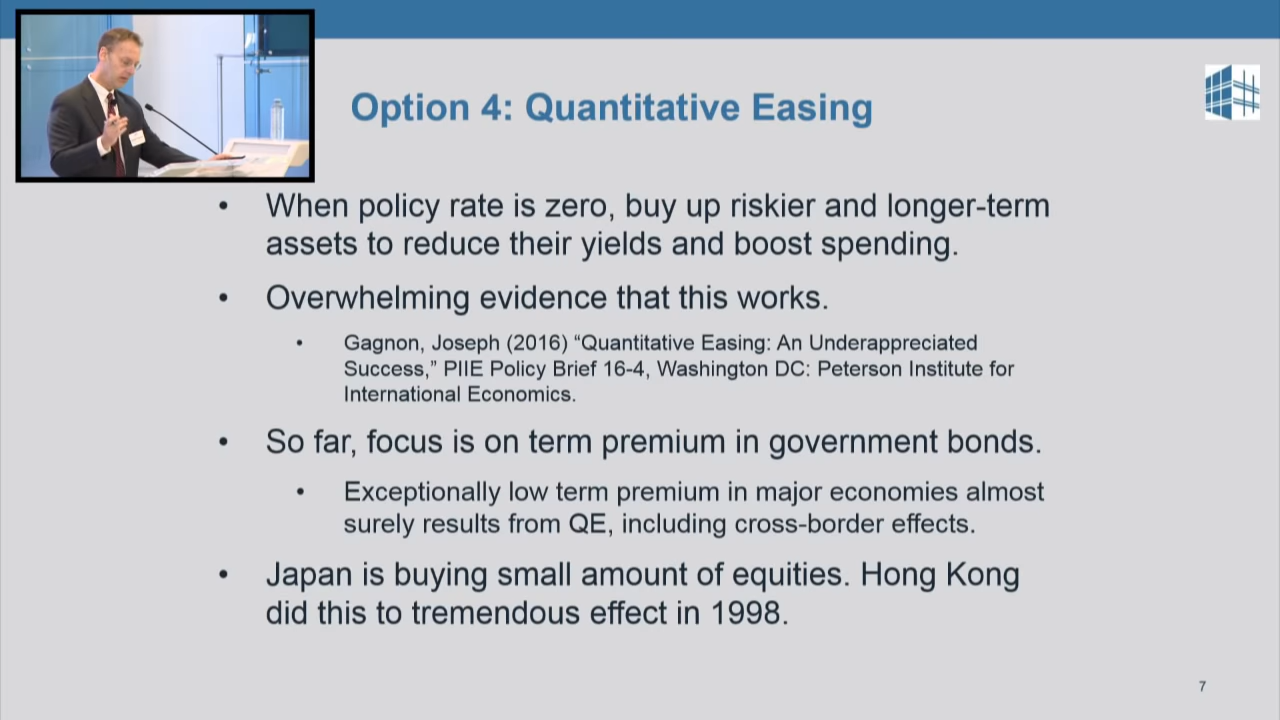 Option 4: Quantitative Easing
• When policy rate is zero, buy up riskier and longer-term
assets to reduce their yields and boost spending.
• Overwhelming evidence that this works.
• Gagnon, Joseph (2016) “Quantitative Easing: An Underappreciated
Success,” PIIE Policy Brief 16-4, Washington DC: Peterson Institute for
International Economics.
• So far, focus is on term premium in government bonds.
• Exceptionally low term premium in major economies almost
surely results from QE, including cross-border effects.
• Japan is buying small amount of equities. Hong Kong
did this to tremendous effect in 1998.
7